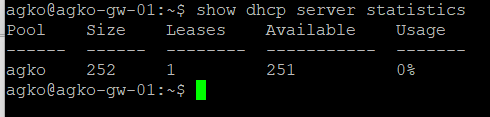 agko@agko-gw-01:~$ show dhcp server statistics
Pool    Size    Leases    Available    Usage
------  ------  --------  -----------  -------
agko    252     1         251          0%
agko@agko-gw-01:~$